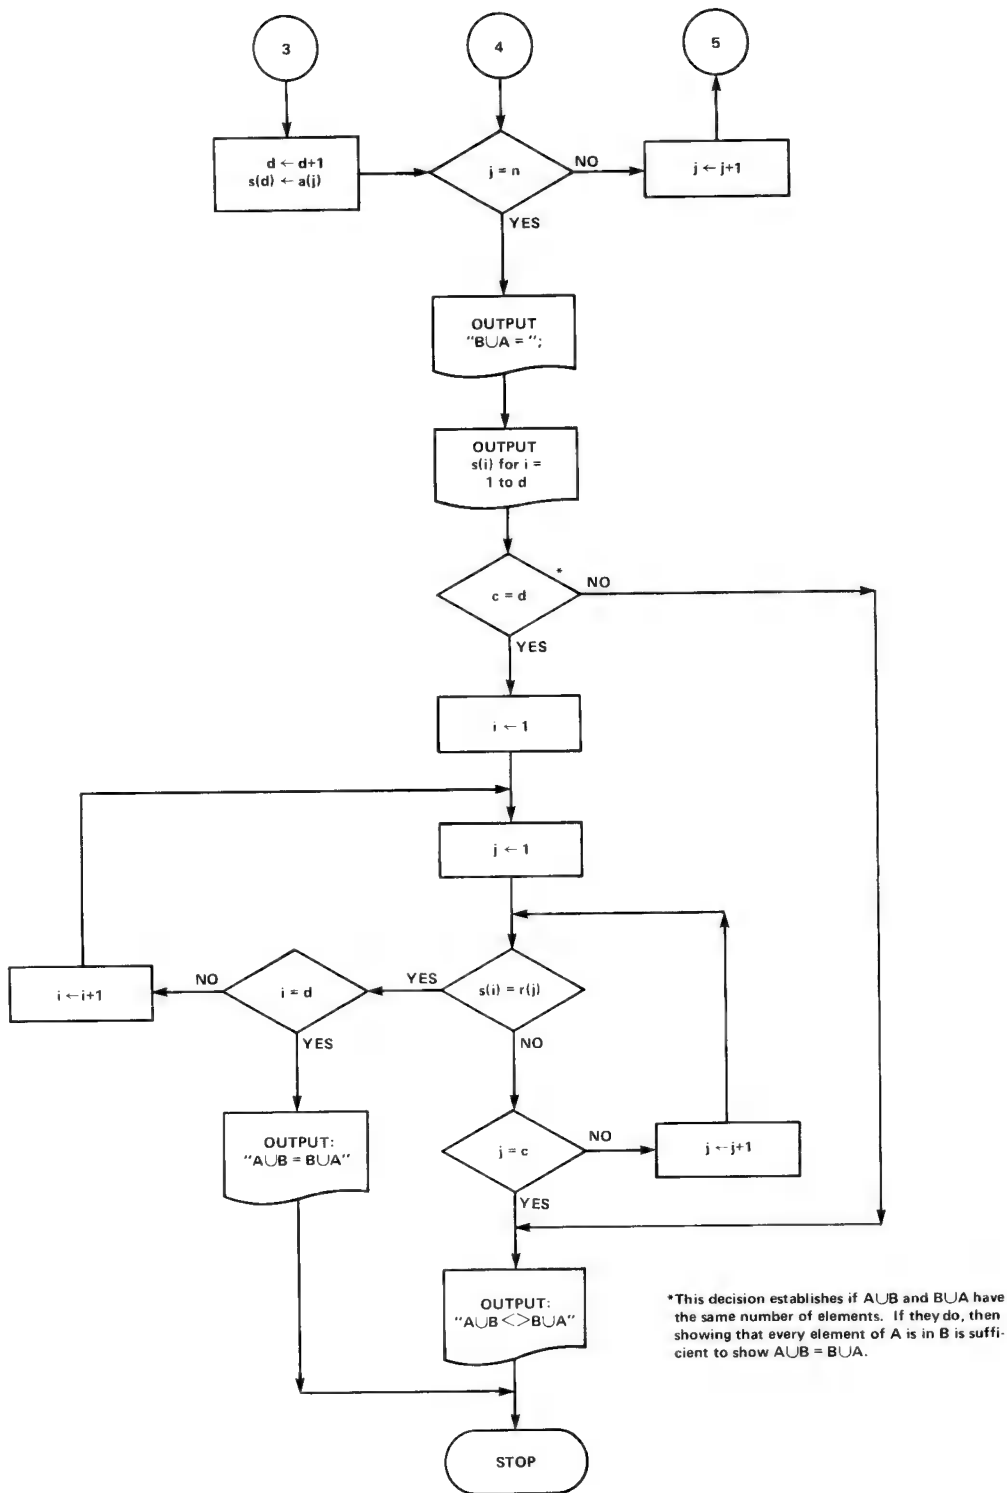 3
4
5
d ← d+1
s(d) ← a(j)
j = n
NO
j ← j+1
YES
OUTPUT
"B∪A = ";
OUTPUT
s(i) for i =
1 to d
c = d
*
NO
YES
i ← 1
j ← 1
i ← i+1
NO
i = d
YES
s(i) = r(j)
YES
NO
OUTPUT:
"A∪B = B∪A"
j = c
NO
j ← j+1
YES
OUTPUT:
"A∪B <> B∪A"
*This decision establishes if A∪B and B∪A have
the same number of elements. If they do, then
showing that every element of A is in B is suffi-
cient to show A∪B = B∪A.
STOP